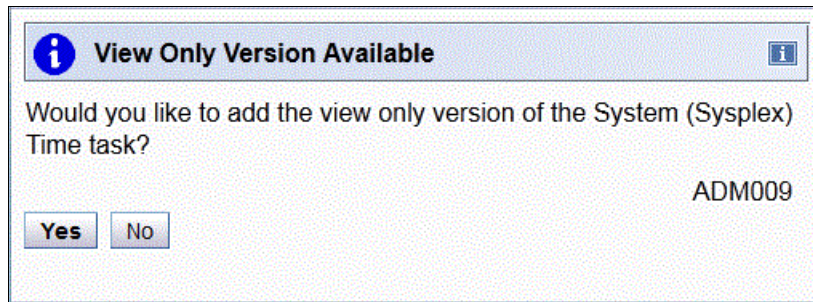 View Only Version Available
Would you like to add the view only version of the System (Sysplex)
Time task?
ADM009
Yes No